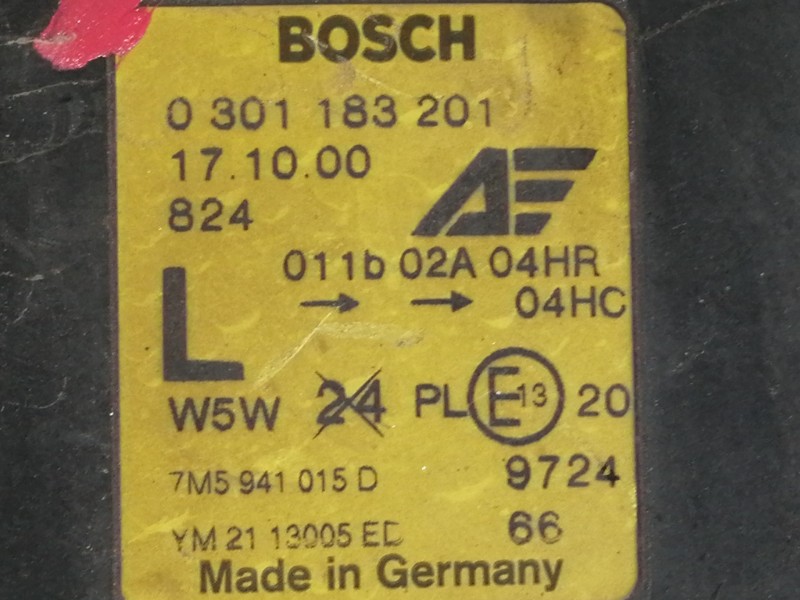 BOSCH
0 301 183 201
17.10.00
824
AF
011b 02A 04HR
→ → 04HC
L
W5W 24 PL E13 20
7M5 941 015 D 9724
YM 21 13005 ED 66
Made in Germany